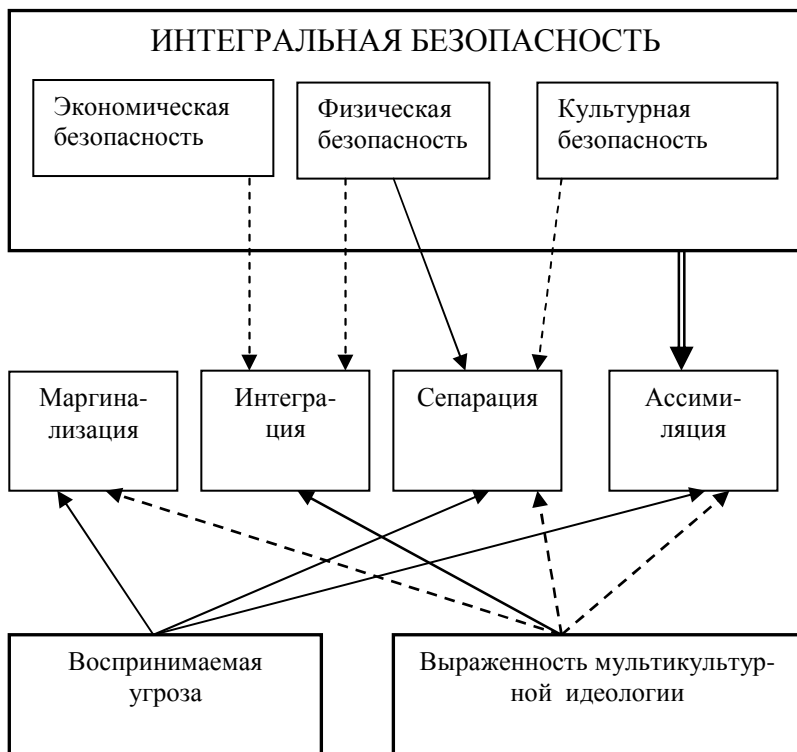 ИНТЕГРАЛЬНАЯ БЕЗОПАСНОСТЬ
Экономическая
безопасность
Физическая
безопасность
Культурная
безопасность
Маргина-
лизация
Интегра-
ция
Сепарация
Ассими-
ляция
Воспринимаемая
угроза
Выраженность мультикультур-
ной идеологии